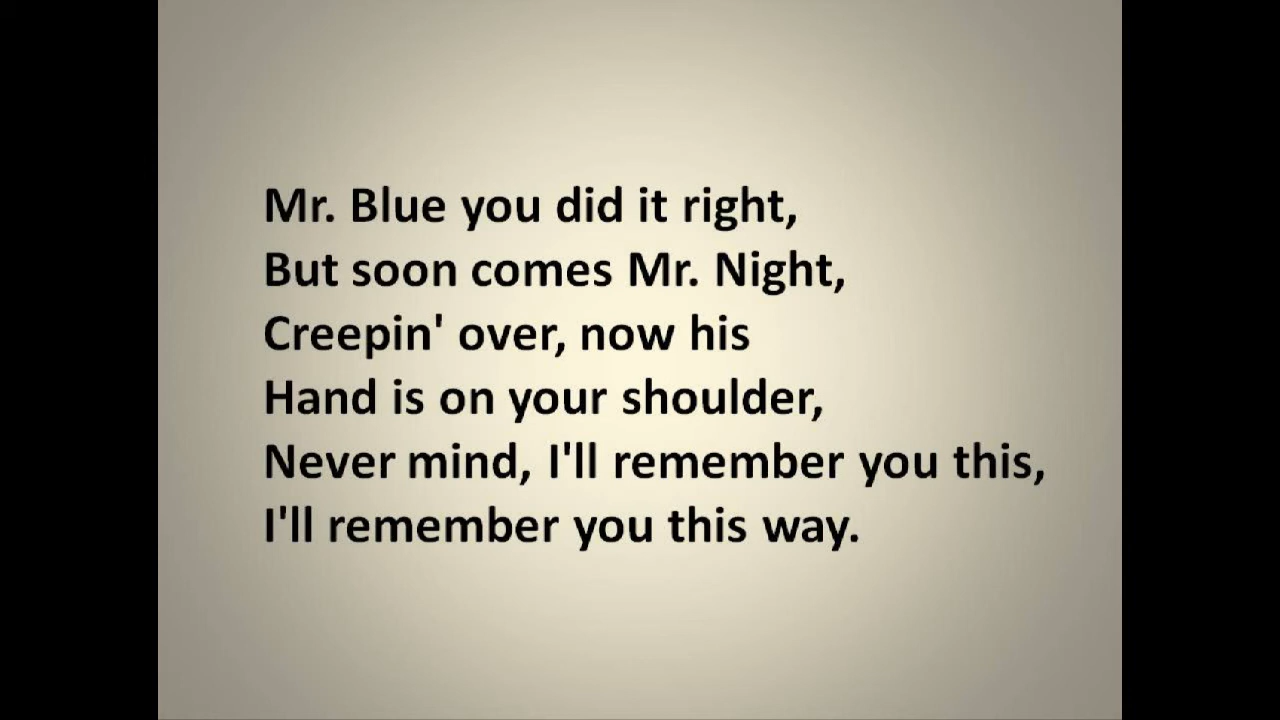 Mr. Blue you did it right,
But soon comes Mr. Night,
Creepin' over, now his
Hand is on your shoulder,
Never mind, I'll remember you this,
I'll remember you this way.